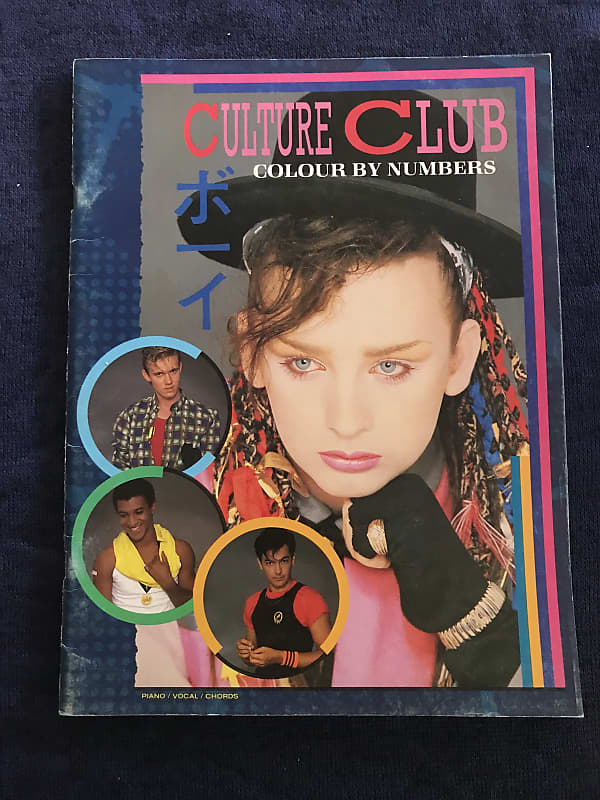 CULTURE CLUB
COLOUR BY NUMBERS
ボーイ
PIANO / VOCAL / CHORDS